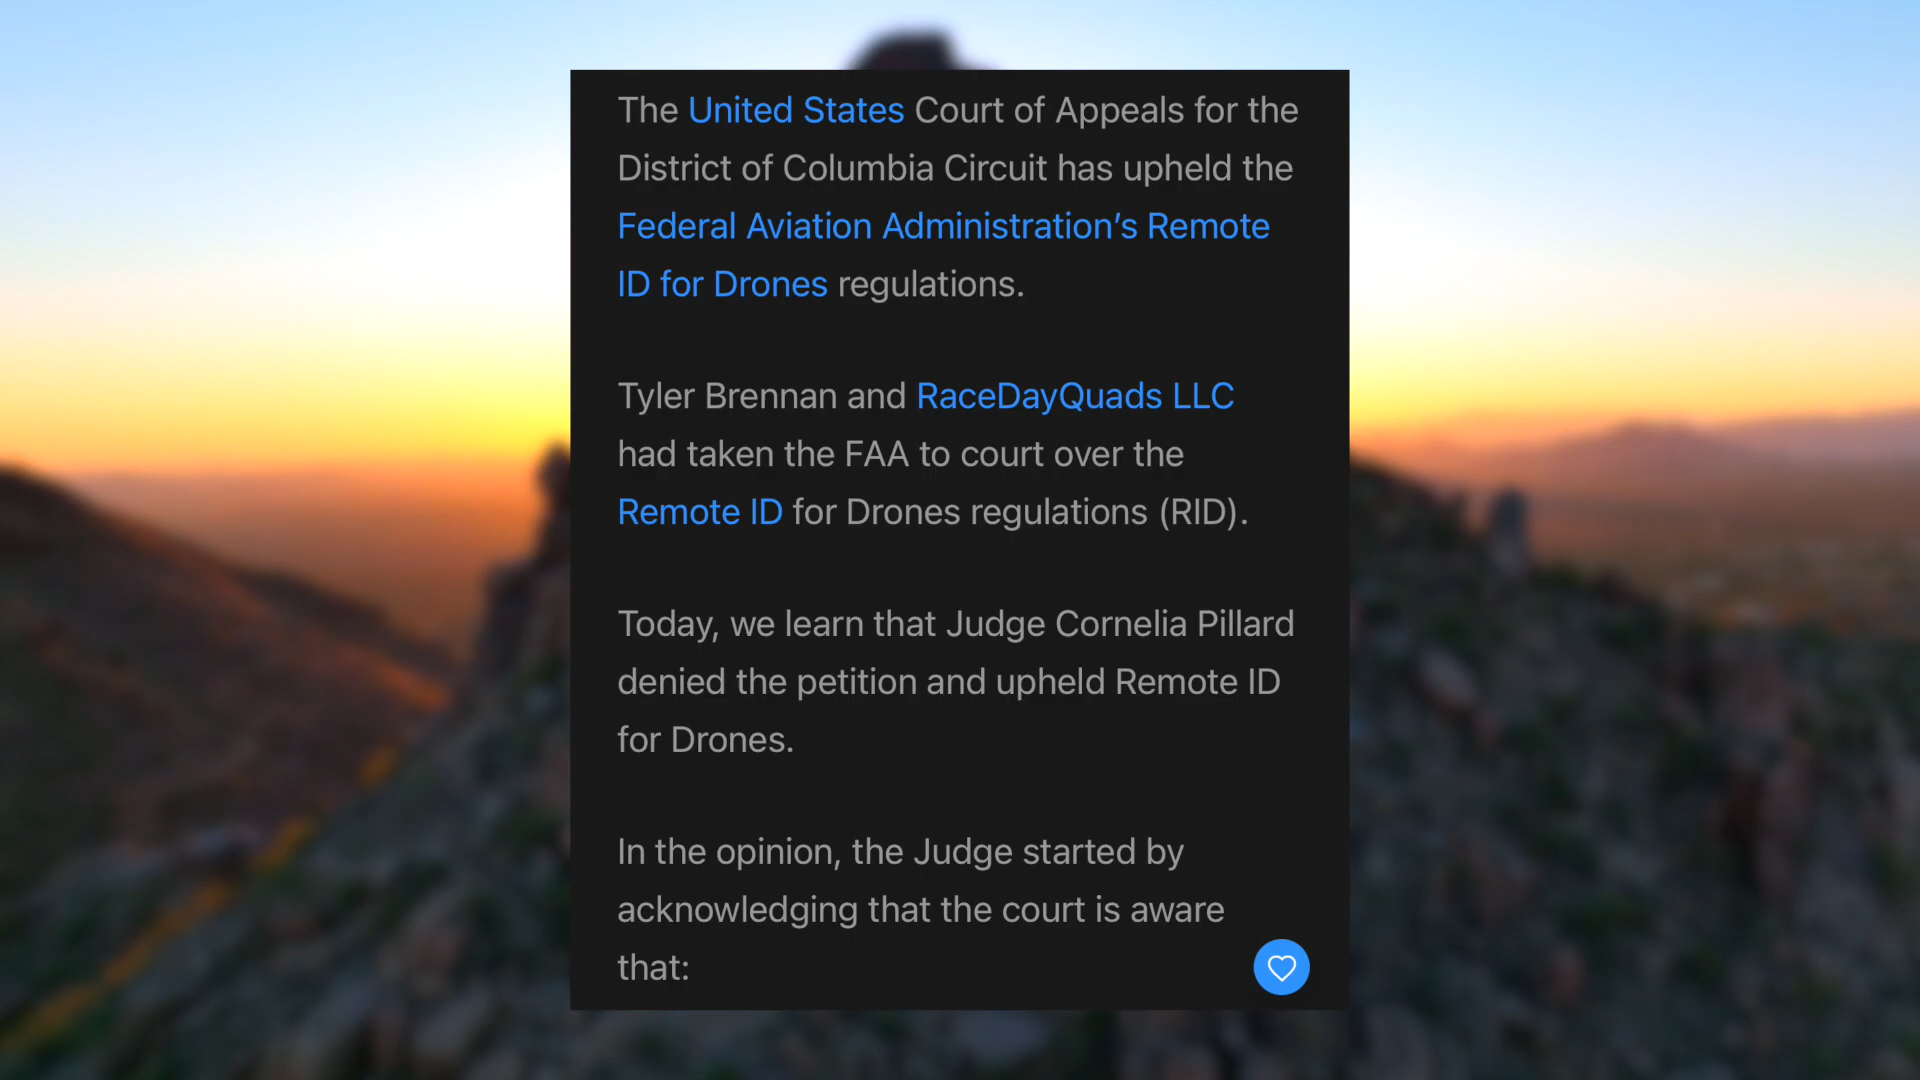 The United States Court of Appeals for the
District of Columbia Circuit has upheld the
Federal Aviation Administration’s Remote
ID for Drones regulations.
Tyler Brennan and RaceDayQuads LLC
had taken the FAA to court over the
Remote ID for Drones regulations (RID).
Today, we learn that Judge Cornelia Pillard
denied the petition and upheld Remote ID
for Drones.
In the opinion, the Judge started by
acknowledging that the court is aware
that: